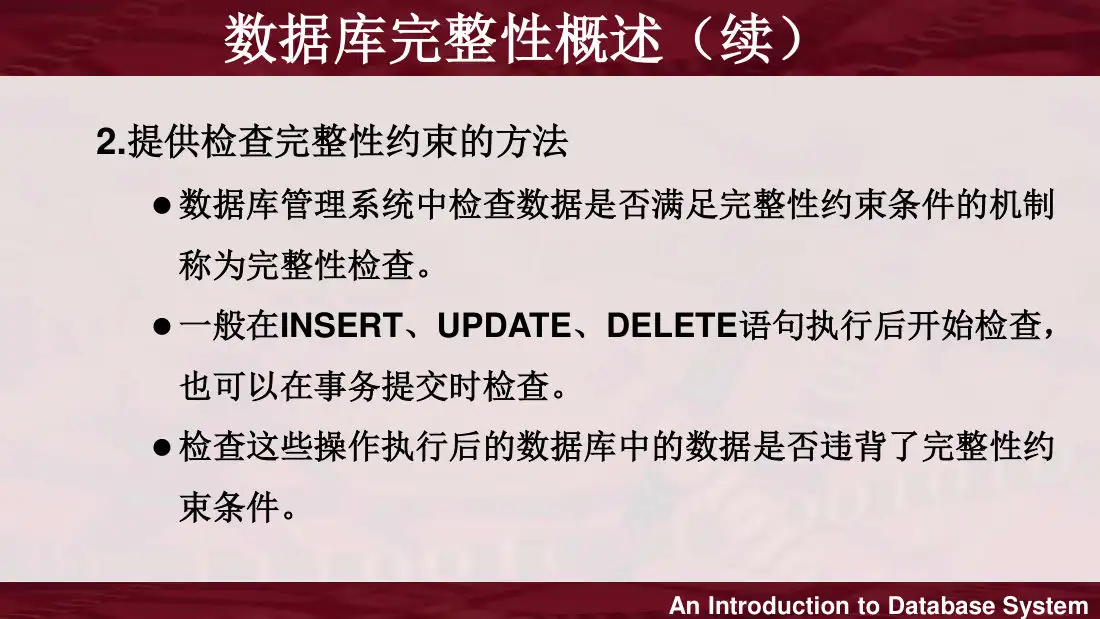 数据库完整性概述（续）
2.提供检查完整性约束的方法
●数据库管理系统中检查数据是否满足完整性约束条件的机制
称为完整性检查。
●一般在INSERT、UPDATE、DELETE语句执行后开始检查，
也可以在事务提交时检查。
●检查这些操作执行后的数据库中的数据是否违背了完整性约
束条件。
An Introduction to Database System